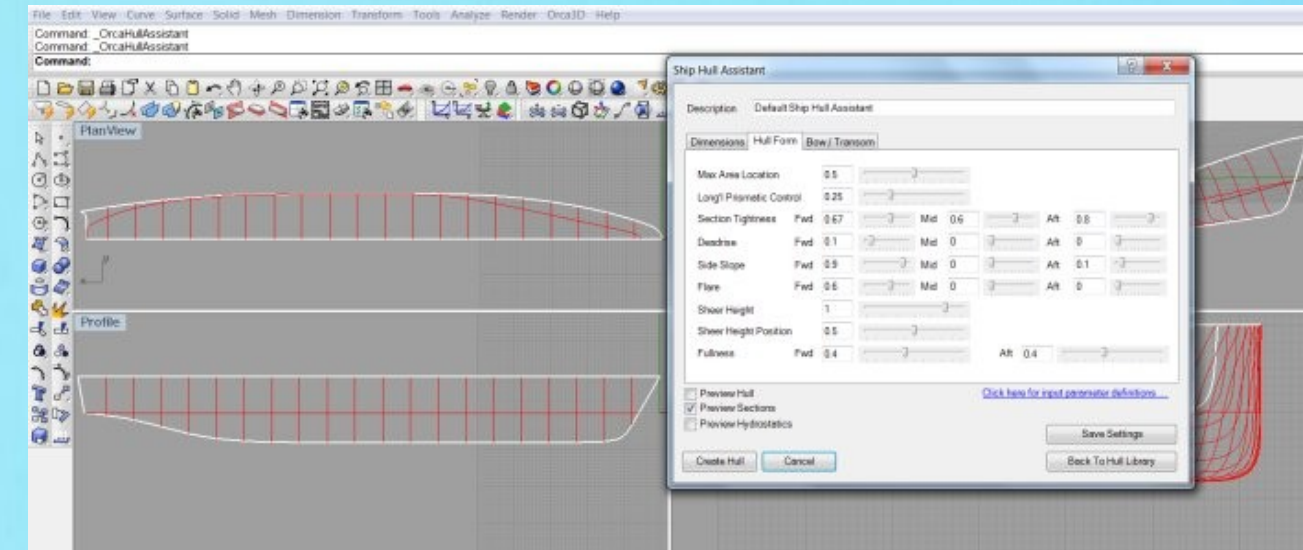 File Edit View Curve Surface Solid Mesh Dimension Transform Tools Analyze Render Orca3D Help
Command: _OrcaHullAssistant
Command: _OrcaHullAssistant
Command:
PlanView
Profile
Ship Hull Assistant
Description Default Ship Hull Assistant
Dimensions Hull Form Bow / Transom
Max Area Location 0.5
Long'l Prismatic Control 0.25
Section Tightness Fwd 0.67 Mid 0.6 Aft 0.8
Deadrise Fwd 0.1 Mid 0 Aft 0
Side Slope Fwd 0.9 Mid 0 Aft 0.1
Flare Fwd 0.6 Mid 0 Aft 0
Sheer Height 1
Sheer Height Position 0.5
Fullness Fwd 0.4 Aft 0.4
Preview Hull Click here for input parameter definitions ...
Preview Sections
Preview Hydrostatics
Save Settings
Create Hull Cancel Back To Hull Library